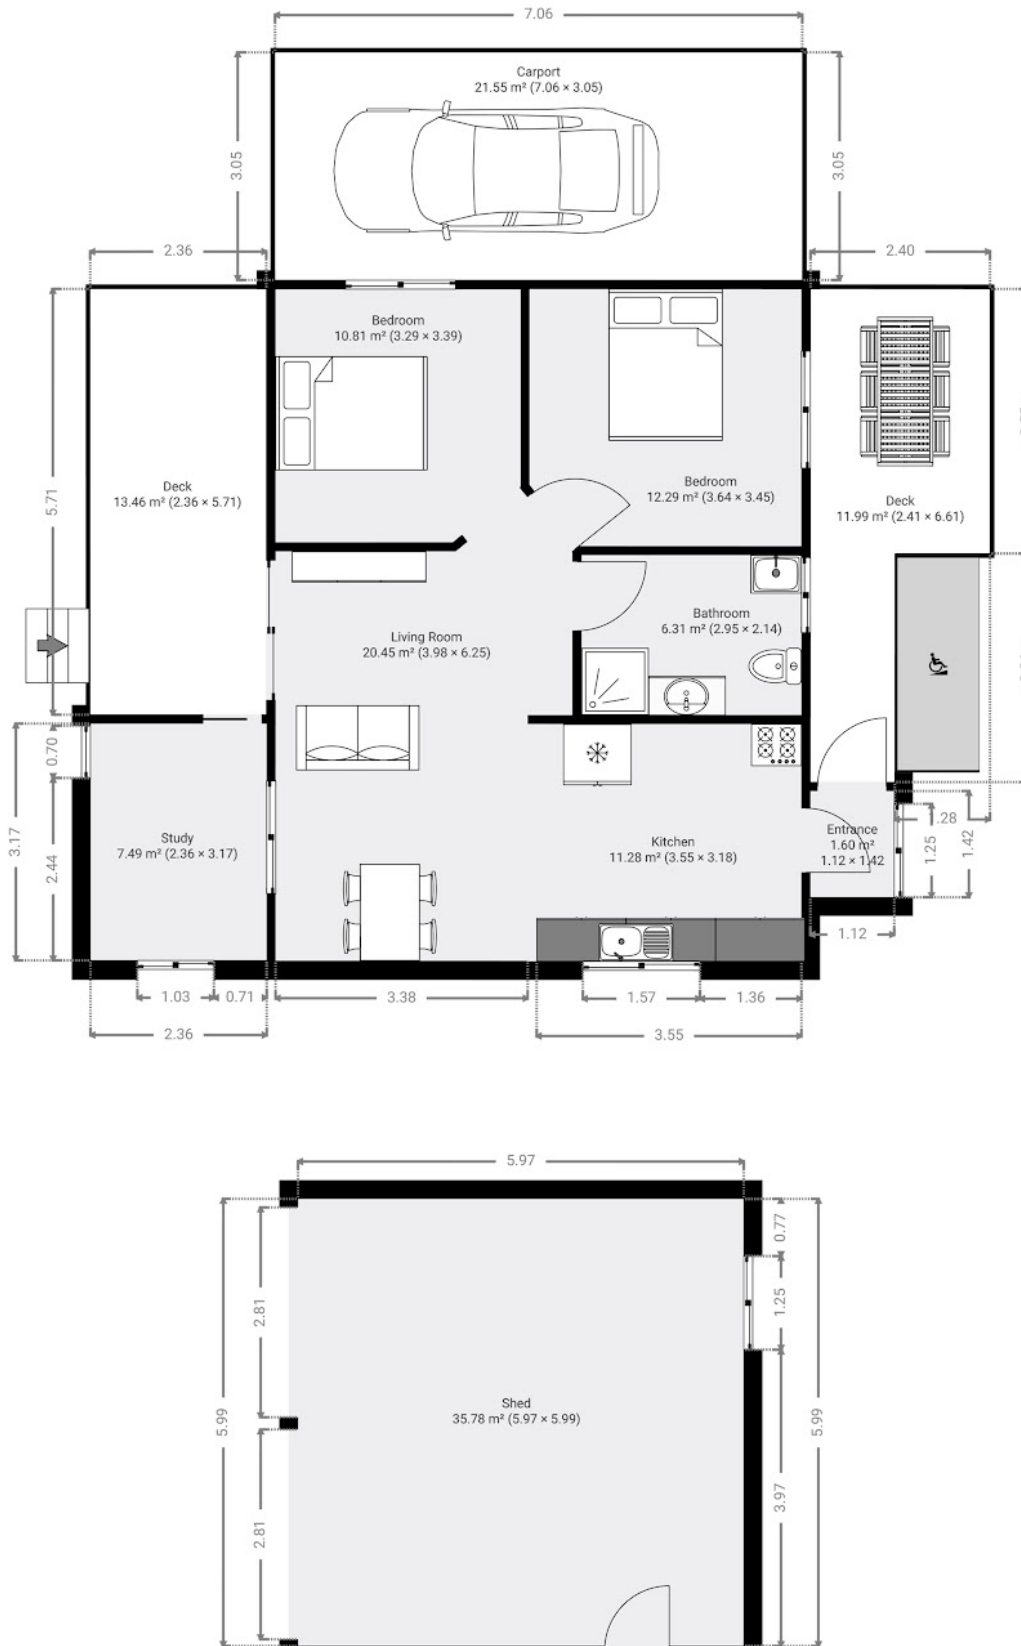 7.06
Carport
21.55 m² (7.06 × 3.05)
3.05
3.05
2.36
2.40
Bedroom
10.81 m² (3.29 × 3.39)
Bedroom
12.29 m² (3.64 × 3.45)
Deck
13.46 m² (2.36 × 5.71)
Deck
11.99 m² (2.41 × 6.61)
5.71
Bathroom
6.31 m² (2.95 × 2.14)
Living Room
20.45 m² (3.98 × 6.25)
0.70
3.17
2.44
Study
7.49 m² (2.36 × 3.17)
Kitchen
11.28 m² (3.55 × 3.18)
Entrance
1.60 m²
1.12 × 1.42
.28
1.25
1.42
1.12
1.03
0.71
3.38
1.57
1.36
2.36
3.55
5.97
0.77
2.81
1.25
Shed
35.78 m² (5.97 × 5.99)
5.99
5.99
3.97
2.81